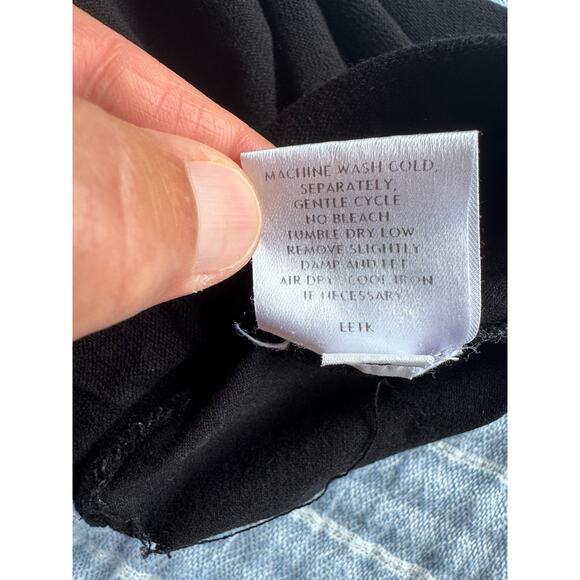 MACHINE WASH COLD,
SEPARATELY,
GENTLE CYCLE
NO BLEACH
TUMBLE DRY LOW
REMOVE SLIGHTLY
DAMP AND LET
AIR DRY COOL IRON
IF NECESSARY
EETK